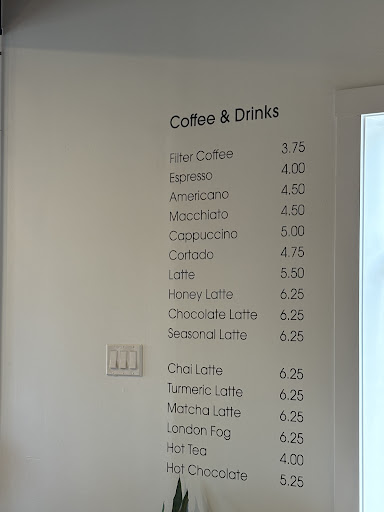 Coffee & Drinks
Filter Coffee 3.75
Espresso 4.00
Americano 4.50
Macchiato 4.50
Cappuccino 5.00
Cortado 4.75
Latte 5.50
Honey Latte 6.25
Chocolate Latte 6.25
Seasonal Latte 6.25
Chai Latte 6.25
Turmeric Latte 6.25
Matcha Latte 6.25
London Fog 6.25
Hot Tea 4.00
Hot Chocolate 5.25